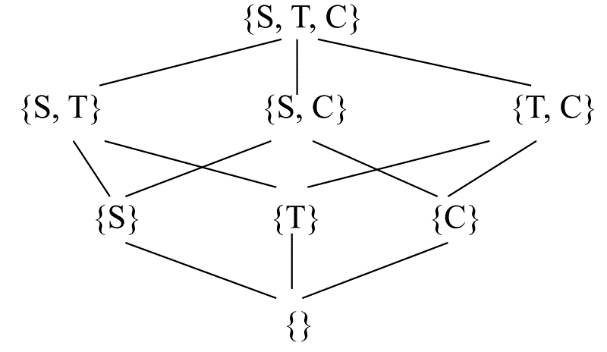 {S, T, C}
{S, T} {S, C} {T, C}
{S} {T} {C}
{}